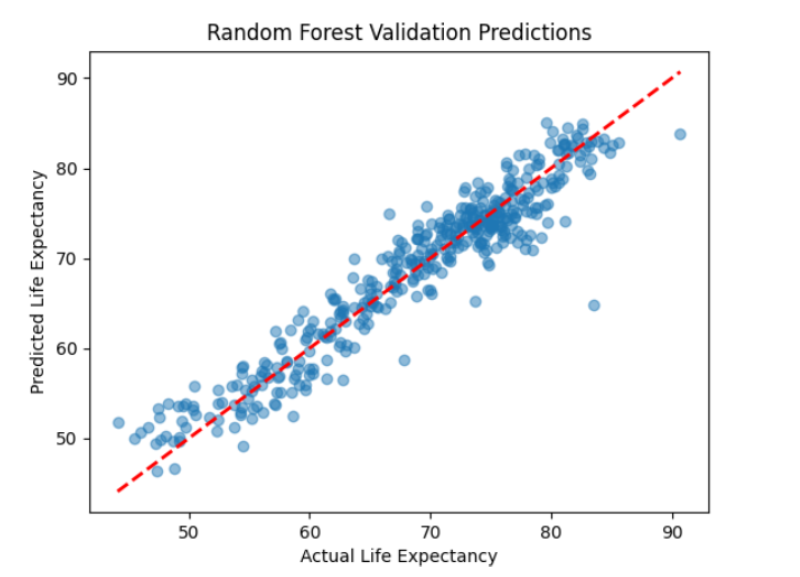 Random Forest Validation Predictions
90
80
70
60
50
Predicted Life Expectancy
50 60 70 80 90
Actual Life Expectancy